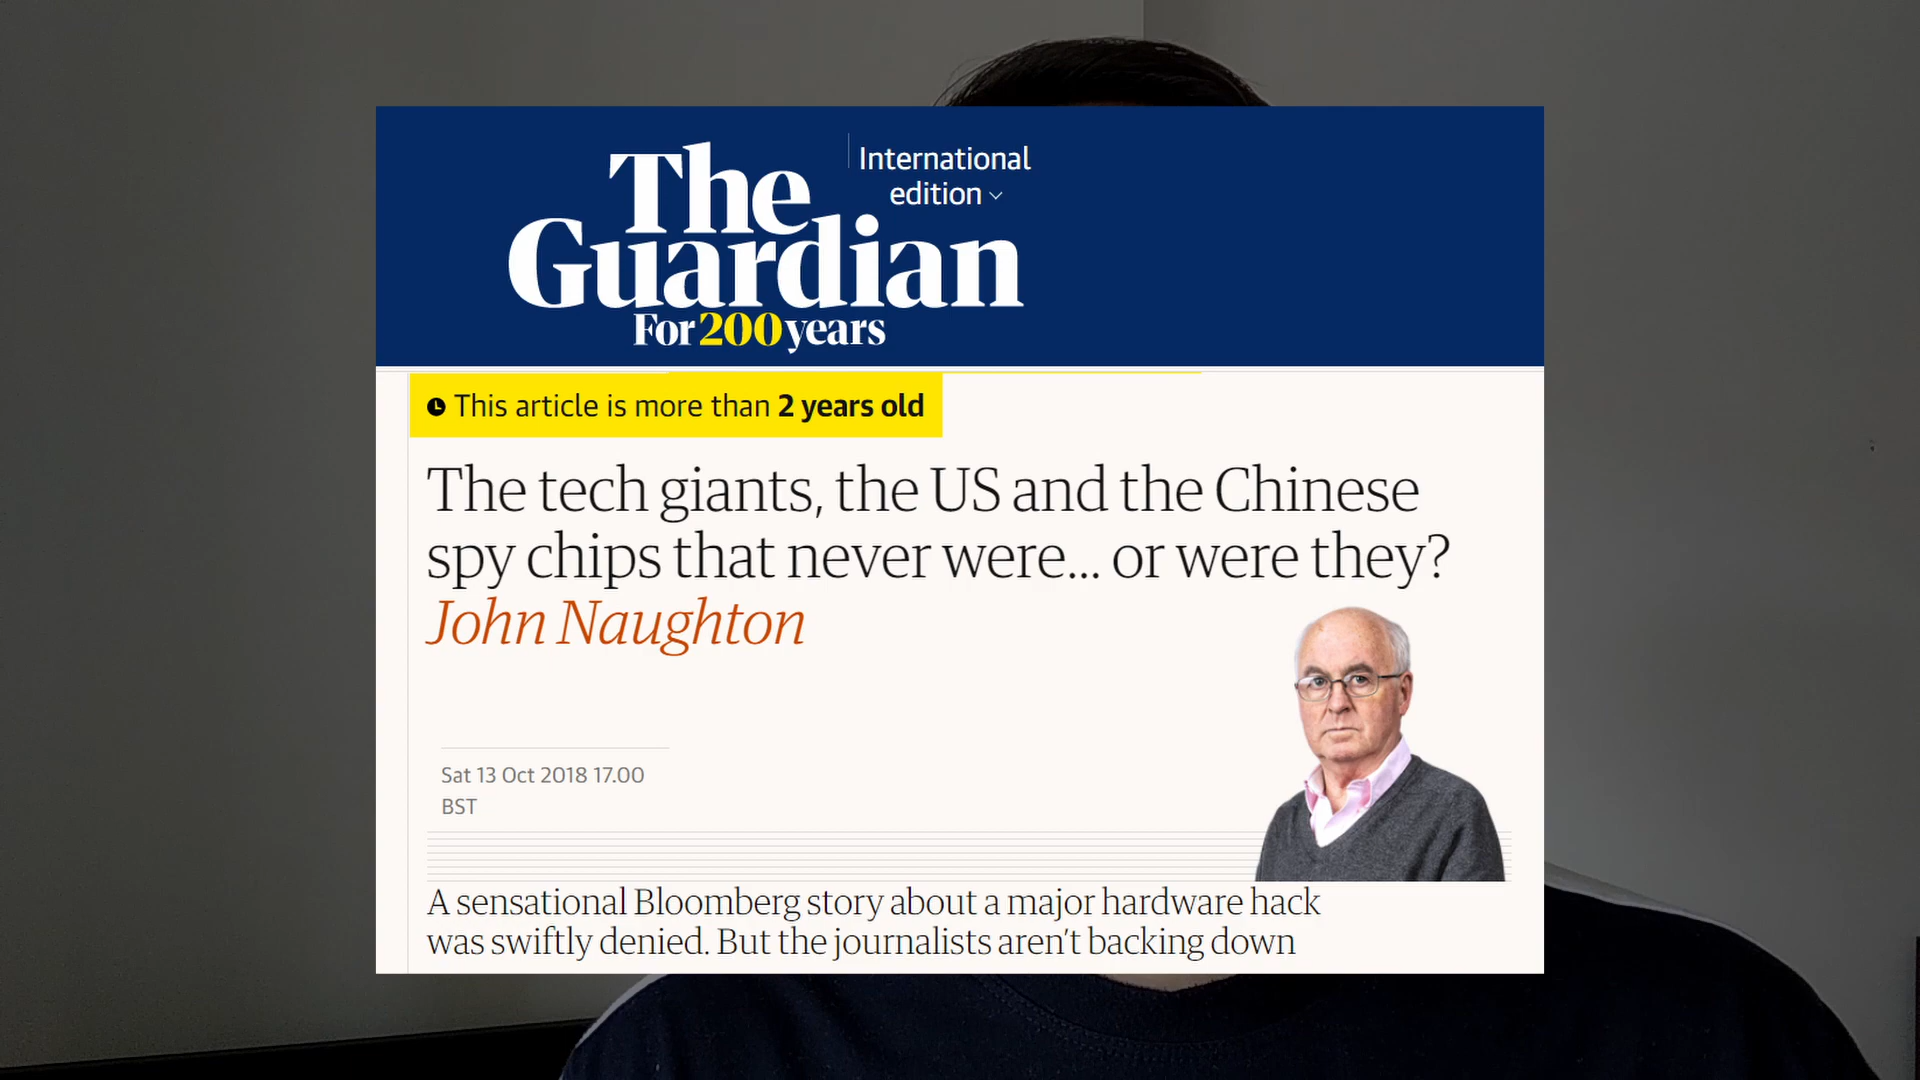 The
Guardian
For 200 years
International
edition
This article is more than 2 years old
The tech giants, the US and the Chinese
spy chips that never were... or were they?
John Naughton
Sat 13 Oct 2018 17.00
BST
A sensational Bloomberg story about a major hardware hack
was swiftly denied. But the journalists aren't backing down